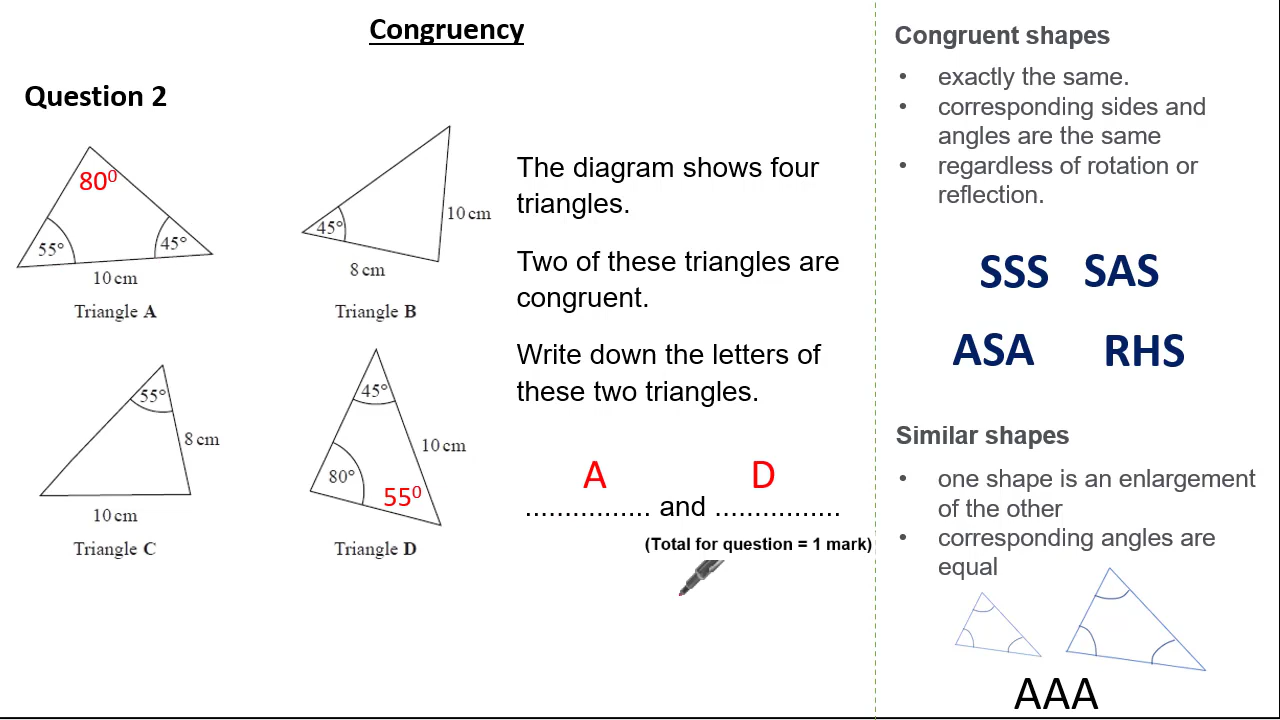 Congruency
Question 2
80⁰
55°
45°
10 cm
Triangle A
45°
10 cm
8 cm
Triangle B
55°
8 cm
10 cm
Triangle C
45°
10 cm
80°
55⁰
Triangle D
The diagram shows four
triangles.
Two of these triangles are
congruent.
Write down the letters of
these two triangles.
A D
................ and ................
(Total for question = 1 mark)
Congruent shapes
• exactly the same.
• corresponding sides and
angles are the same
• regardless of rotation or
reflection.
SSS SAS
ASA RHS
Similar shapes
• one shape is an enlargement
of the other
• corresponding angles are
equal
AAA